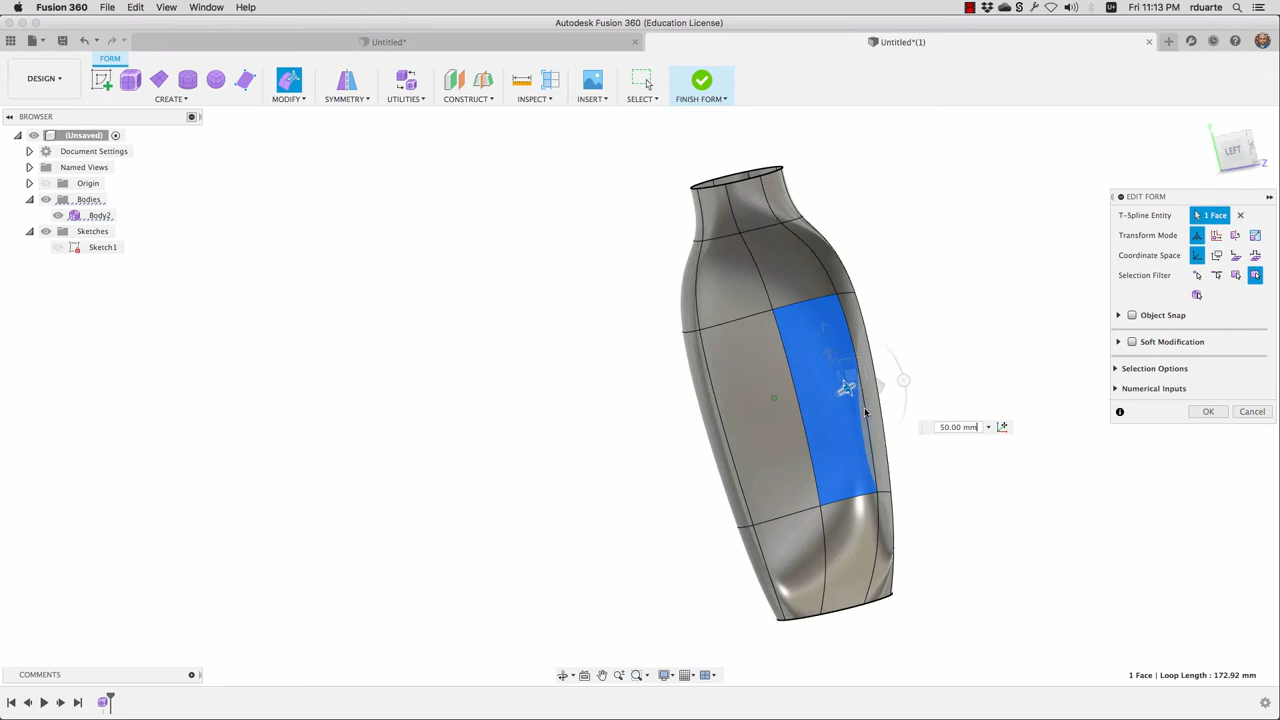 Fusion 360 File Edit View Window Help Fri 11:13 PM rduarte
Autodesk Fusion 360 (Education License)
Untitled* Untitled*(1)
FORM
DESIGN
CREATE MODIFY SYMMETRY UTILITIES CONSTRUCT INSPECT INSERT SELECT FINISH FORM
BROWSER
(Unsaved)
Document Settings
Named Views
Origin
Bodies
Body2
Sketches
Sketch1
LEFT
Y
Z
EDIT FORM
T-Spline Entity 1 Face
Transform Mode
Coordinate Space
Selection Filter
Object Snap
Soft Modification
Selection Options
Numerical Inputs
OK Cancel
50.00 mm
COMMENTS
1 Face | Loop Length : 172.92 mm